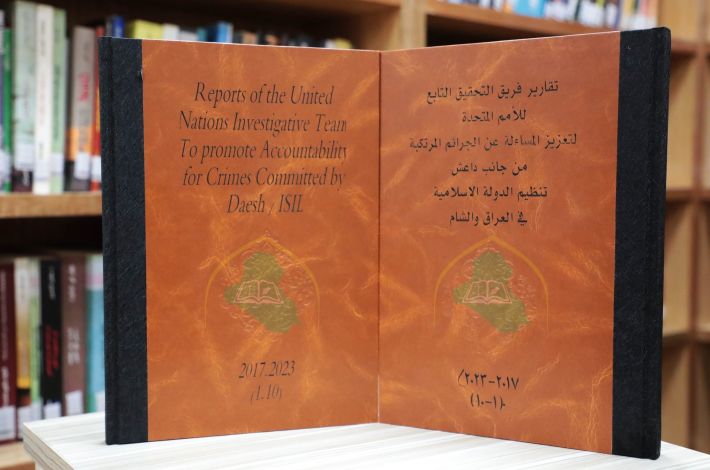 Reports of the United
Nations Investigative Team
To promote Accountability
for Crimes Committed by
Daesh / ISIL
2017.2023
(1.10)
تقارير فريق التحقيق التابع
للأمم المتحدة
لتعزيز المساءلة عن الجرائم المرتكبة
من جانب داعش
تنظيم الدولة الاسلامية
في العراق والشام
٢٠١٧-٢٠٢٣/
(١-١٠)